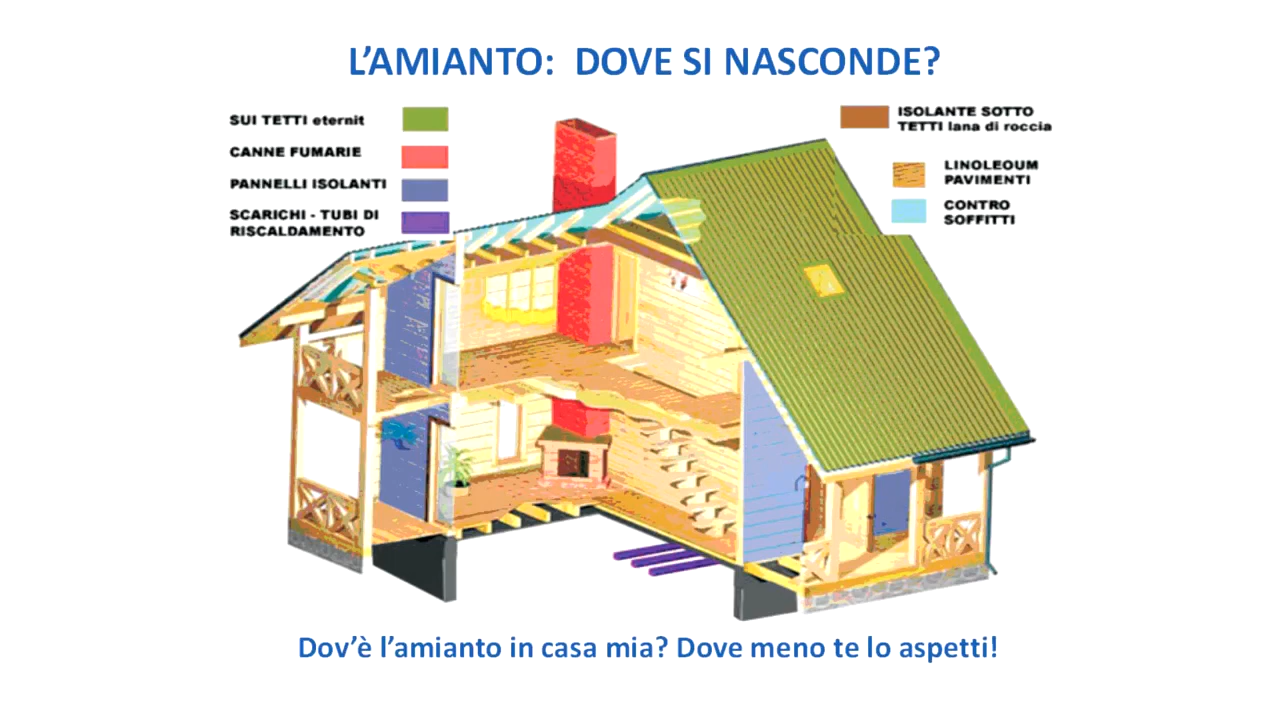 L'AMIANTO: DOVE SI NASCONDE?
SUI TETTI eternit
CANNE FUMARIE
PANNELLI ISOLANTI
SCARICHI - TUBI DI
RISCALDAMENTO
ISOLANTE SOTTO
TETTI lana di roccia
LINOLEOUM
PAVIMENTI
CONTRO
SOFFITTI
Dov'è l'amianto in casa mia? Dove meno te lo aspetti!